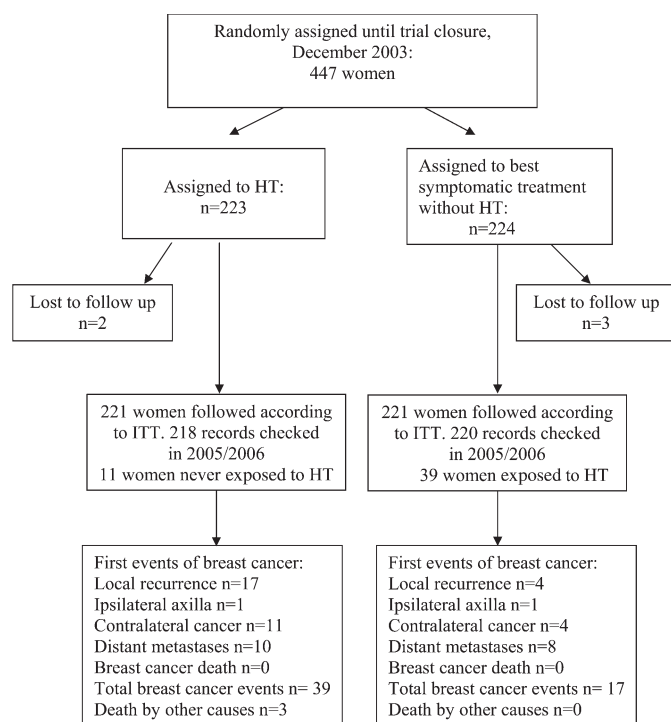 Randomly assigned until trial closure,
December 2003:
447 women
Assigned to HT:
n=223
Assigned to best
symptomatic treatment
without HT:
n=224
Lost to follow up
n=2
Lost to follow up
n=3
221 women followed according
to ITT. 218 records checked
in 2005/2006
11 women never exposed to HT
221 women followed according
to ITT. 220 records checked
in 2005/2006
39 women exposed to HT
First events of breast cancer:
Local recurrence n=17
Ipsilateral axilla n=1
Contralateral cancer n=11
Distant metastases n=10
Breast cancer death n=0
Total breast cancer events n= 39
Death by other causes n=3
First events of breast cancer:
Local recurrence n=4
Ipsilateral axilla n=1
Contralateral cancer n=4
Distant metastases n=8
Breast cancer death n=0
Total breast cancer events n= 17
Death by other causes n=0